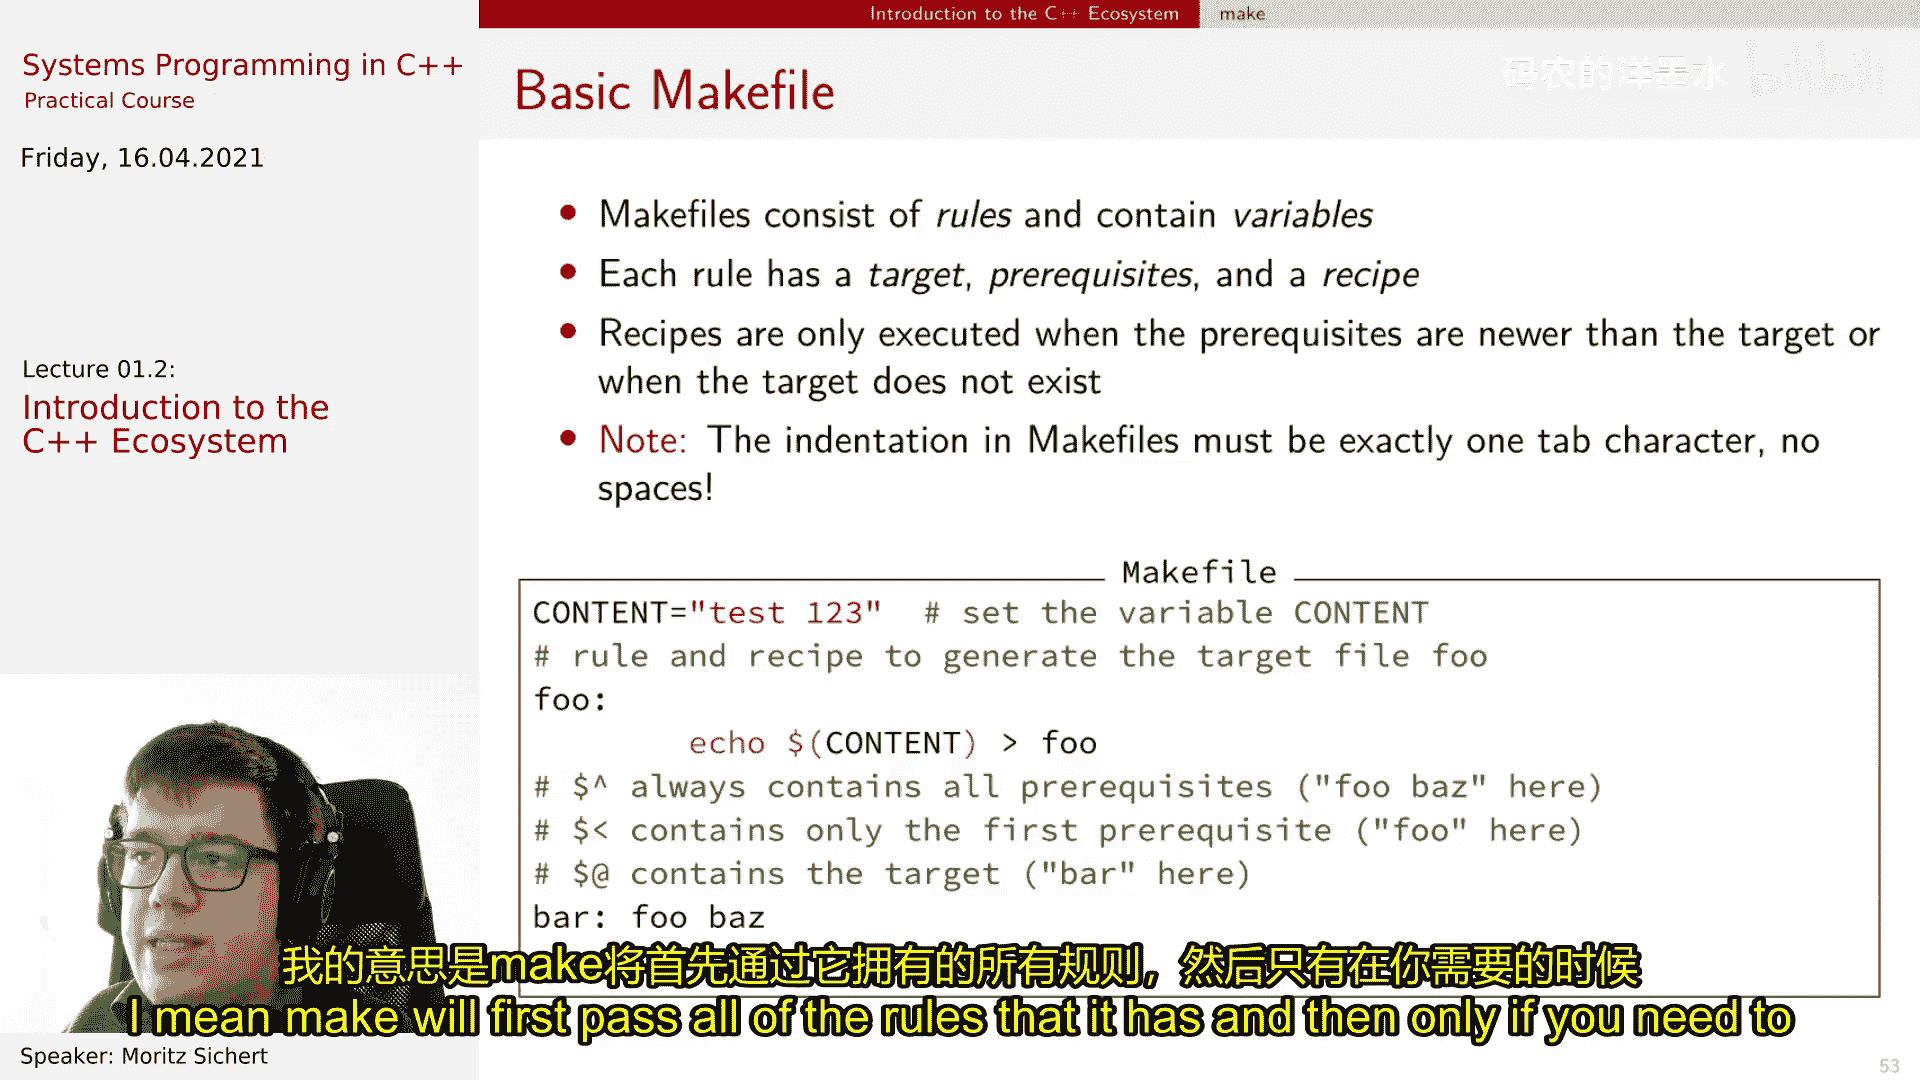 Introduction to the C++ Ecosystem
make
Systems Programming in C++
Practical Course
Friday, 16.04.2021
Lecture 01.2:
Introduction to the
C++ Ecosystem
码农的洋墨水 bilibili
Basic Makefile
• Makefiles consist of rules and contain variables
• Each rule has a target, prerequisites, and a recipe
• Recipes are only executed when the prerequisites are newer than the target or
when the target does not exist
• Note: The indentation in Makefiles must be exactly one tab character, no
spaces!
Makefile
CONTENT="test 123"  # set the variable CONTENT
# rule and recipe to generate the target file foo
foo:
echo $(CONTENT) > foo
# $^ always contains all prerequisites ("foo baz" here)
# $< contains only the first prerequisite ("foo" here)
# $@ contains the target ("bar" here)
bar: foo baz
我的意思是make将首先通过它拥有的所有规则，然后只有在你需要的时候
I mean make will first pass all of the rules that it has and then only if you need to
Speaker: Moritz Sichert
53